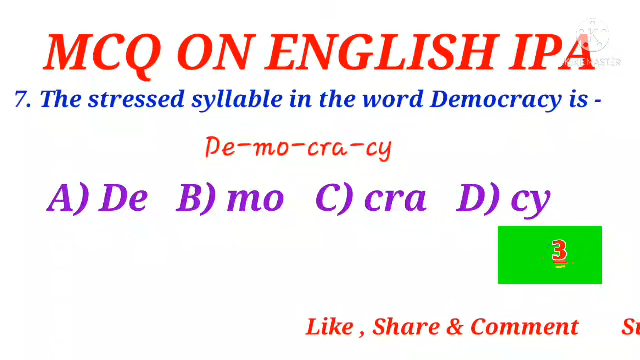 MCQ ON ENGLISH IPA
7. The stressed syllable in the word Democracy is -
De-mo-cra-cy
A) De B) mo C) cra D) cy
3
Like , Share & Comment